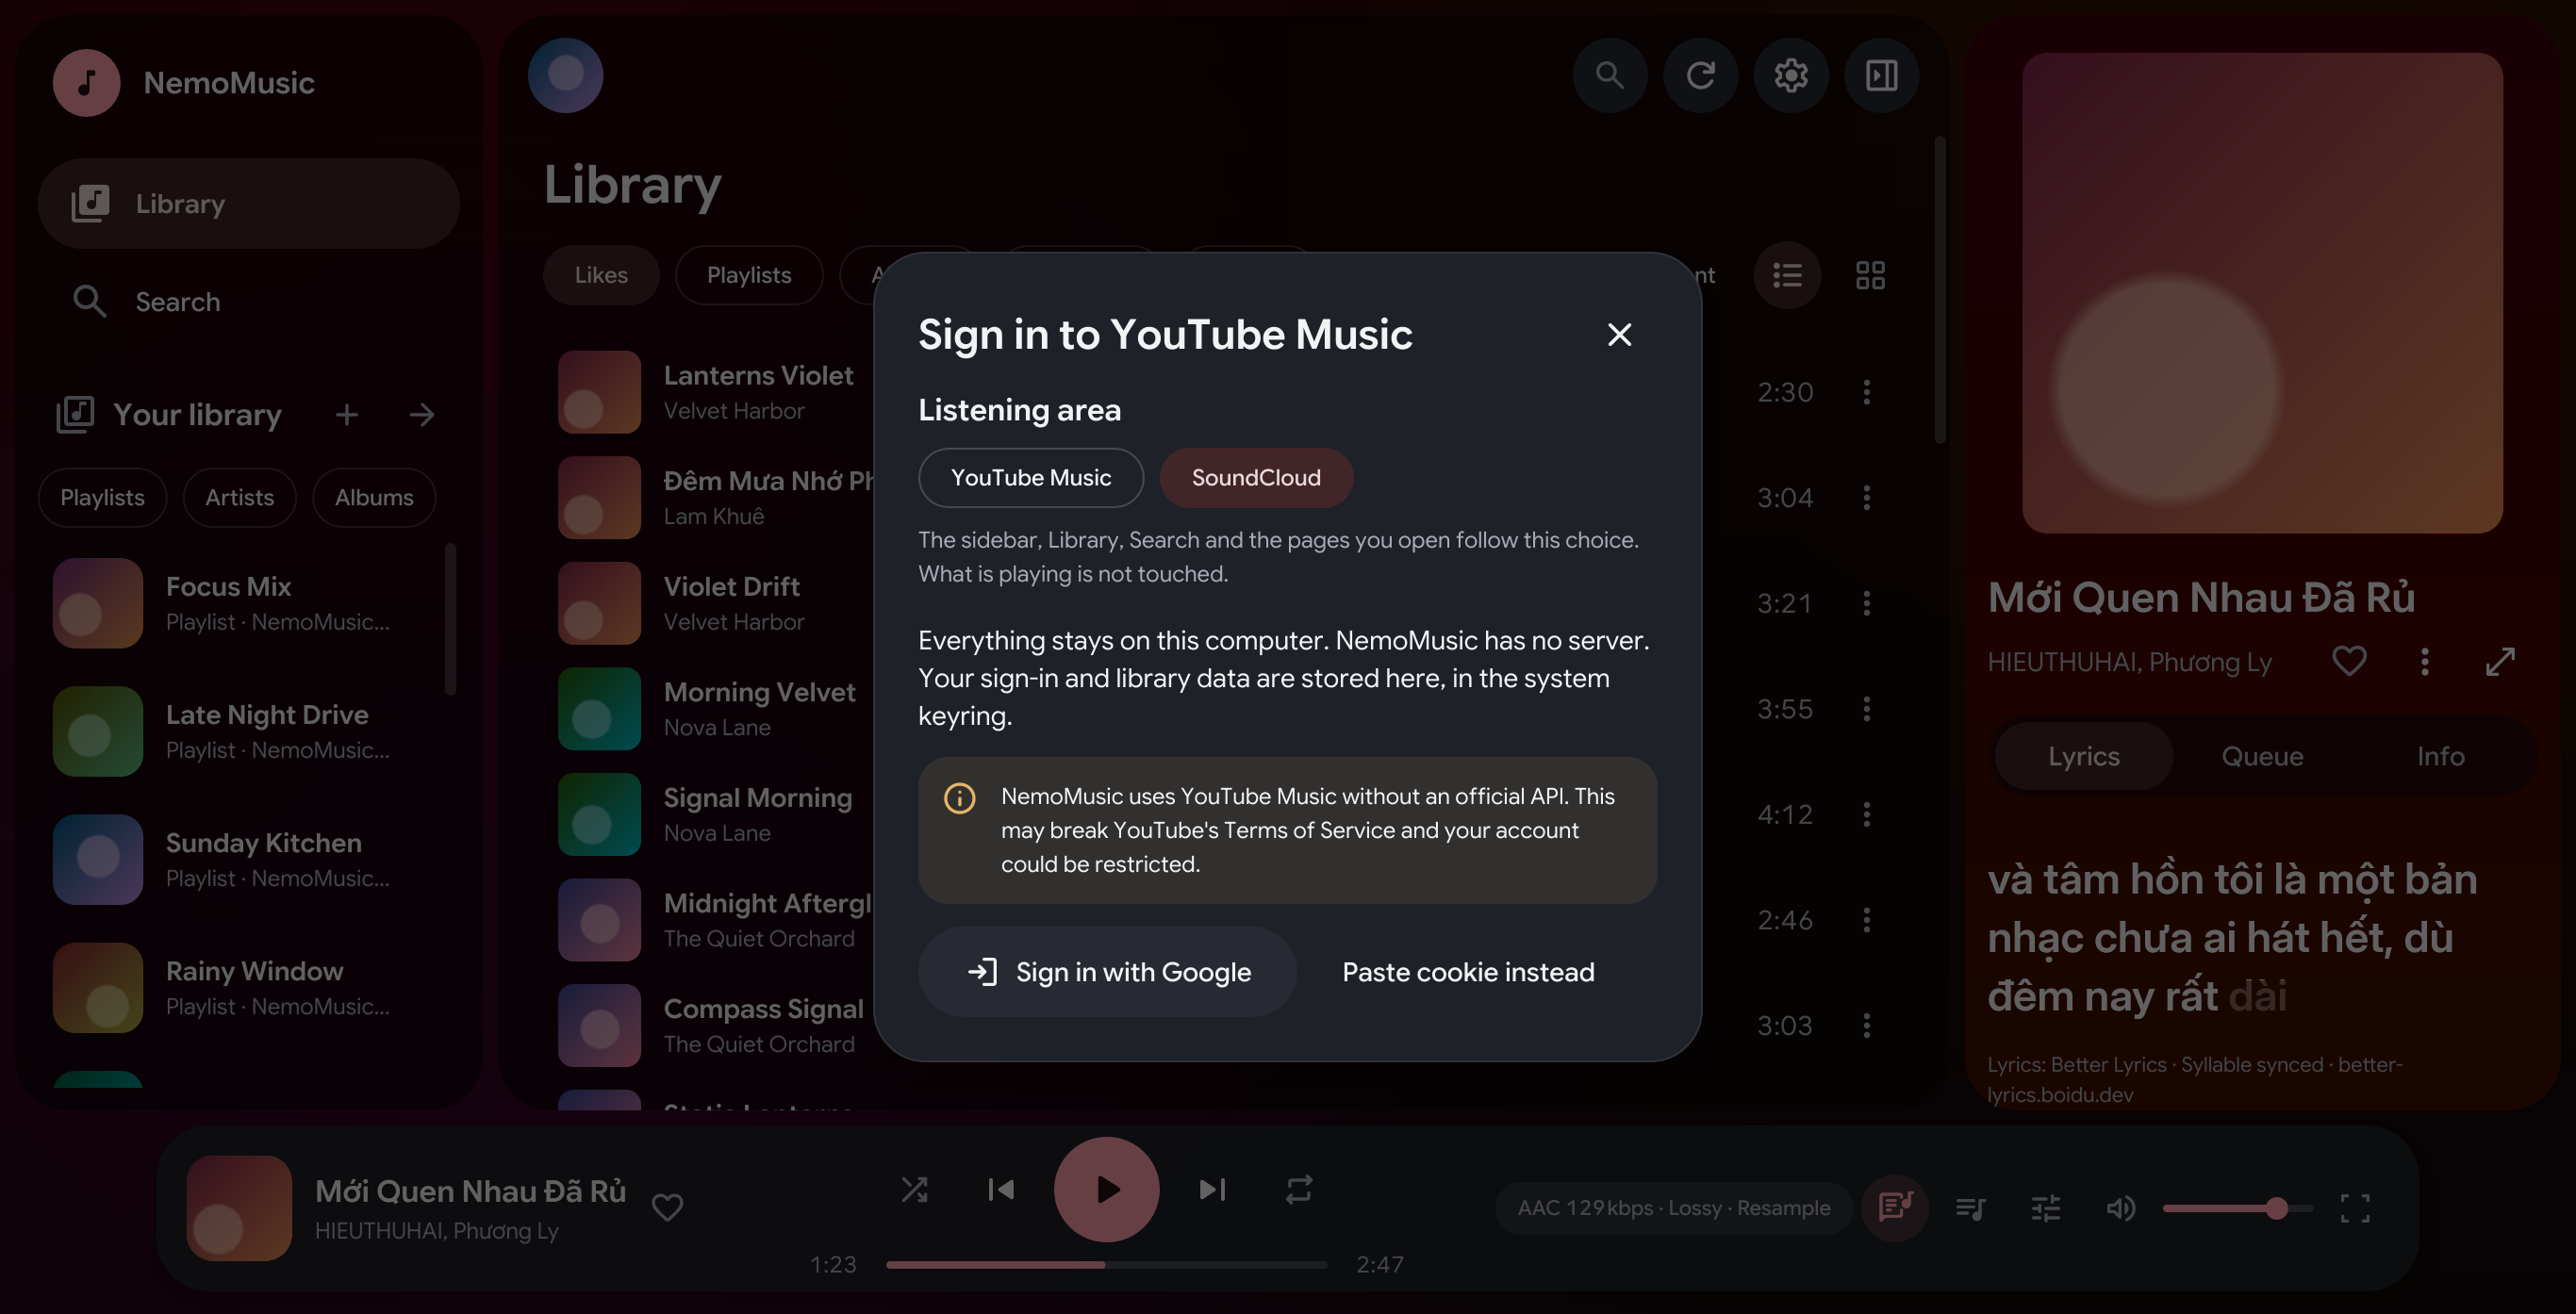 NemoMusic
Library
Search
Your library
Playlists
Artists
Albums
Focus Mix
Playlist · NemoMusic...
Late Night Drive
Playlist · NemoMusic...
Sunday Kitchen
Playlist · NemoMusic...
Rainy Window
Playlist · NemoMusic...
Library
Likes
Playlists
Lanterns Violet
Velvet Harbor
2:30
Đêm Mưa Nhớ Ph
Lam Khuê
3:04
Violet Drift
Velvet Harbor
3:21
Morning Velvet
Nova Lane
3:55
Signal Morning
Nova Lane
4:12
Midnight Aftergl
The Quiet Orchard
2:46
Compass Signal
The Quiet Orchard
3:03
Sign in to YouTube Music
Listening area
YouTube Music
SoundCloud
The sidebar, Library, Search and the pages you open follow this choice.
What is playing is not touched.
Everything stays on this computer. NemoMusic has no server.
Your sign-in and library data are stored here, in the system
keyring.
NemoMusic uses YouTube Music without an official API. This
may break YouTube's Terms of Service and your account
could be restricted.
Sign in with Google
Paste cookie instead
Mới Quen Nhau Đã Rủ
HIEUTHUHAI, Phương Ly
Lyrics
Queue
Info
và tâm hồn tôi là một bản
nhạc chưa ai hát hết, dù
đêm nay rất dài
Lyrics: Better Lyrics · Syllable synced · better-
lyrics.boidu.dev
Mới Quen Nhau Đã Rủ
HIEUTHUHAI, Phương Ly
1:23
2:47
AAC 129 kbps · Lossy · Resample